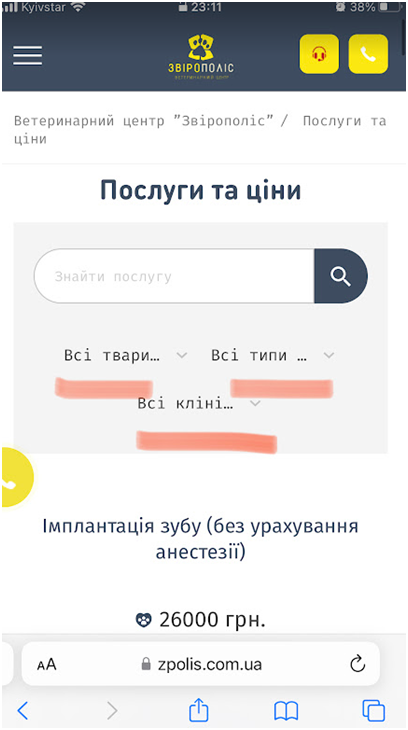 Kyivstar 23:11 38%
ЗВІРОПОЛІС
ВЕТЕРИНАРНИЙ ЦЕНТР
Ветеринарний центр ”Звірополіс” / Послуги та
ціни
Послуги та ціни
Знайти послугу
Всі твари... Всі типи ...
Всі кліні...
Імплантація зубу (без урахування
анестезії)
26000 грн.
AA zpolis.com.ua